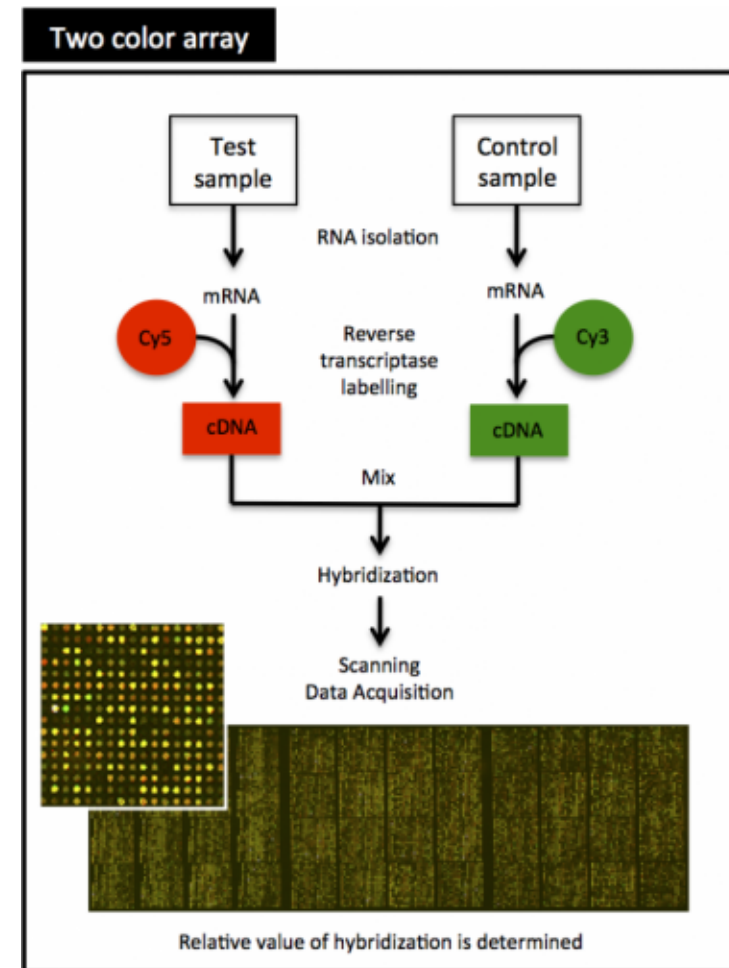 Two color array
Test
sample
Control
sample
RNA isolation
mRNA
mRNA
Cy5
Reverse
transcriptase
labelling
Cy3
cDNA
cDNA
Mix
Hybridization
Scanning
Data Acquisition
Relative value of hybridization is determined